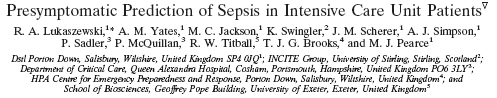 Presymptomatic Prediction of Sepsis in Intensive Care Unit Patients∇
R. A. Lukaszewski,1* A. M. Yates,1 M. C. Jackson,1 K. Swingler,2 J. M. Scherer,1 A. J. Simpson,1
P. Sadler,3 P. McQuillan,3 R. W. Titball,5 T. J. G. Brooks,4 and M. J. Pearce1
Dstl Porton Down, Salisbury, Wiltshire, United Kingdom SP4 0JQ1; INCITE Group, University of Stirling, Stirling, Scotland2;
Department of Critical Care, Queen Alexandra Hospital, Cosham, Portsmouth, Hampshire, United Kingdom PO6 3LY3;
HPA Centre for Emergency Preparedness and Response, Porton Down, Salisbury, Wiltshire, United Kingdom4; and
School of Biosciences, Geoffrey Pope Building, University of Exeter, Exeter, United Kingdom5